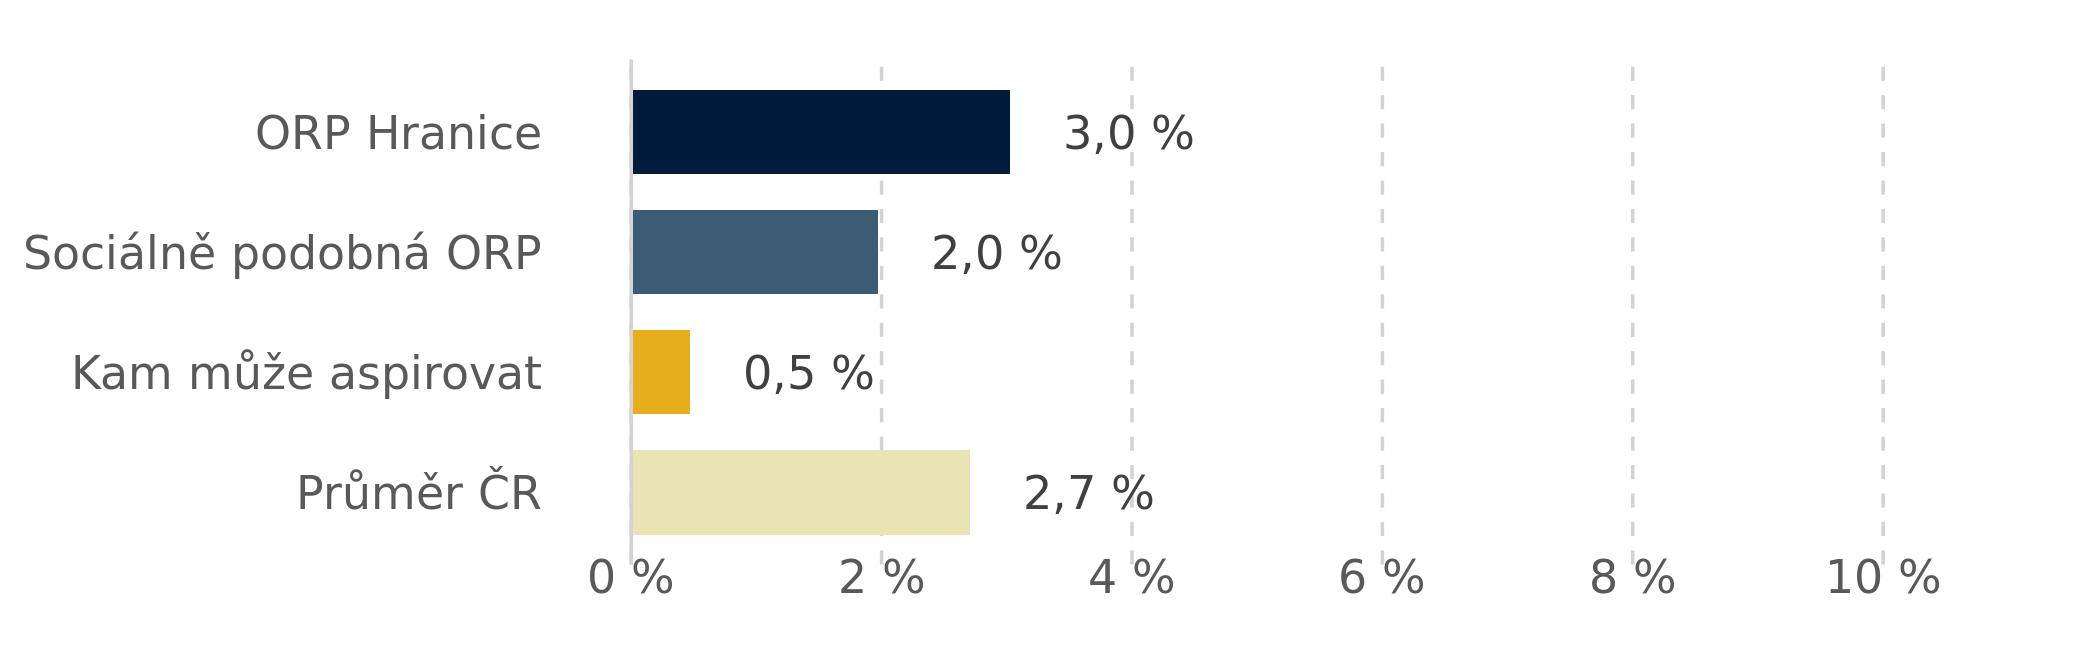 ORP Hranice 3,0 %
Sociálně podobná ORP 2,0 %
Kam může aspirovat 0,5 %
Průměr ČR 2,7 %
0 % 2 % 4 % 6 % 8 % 10 %